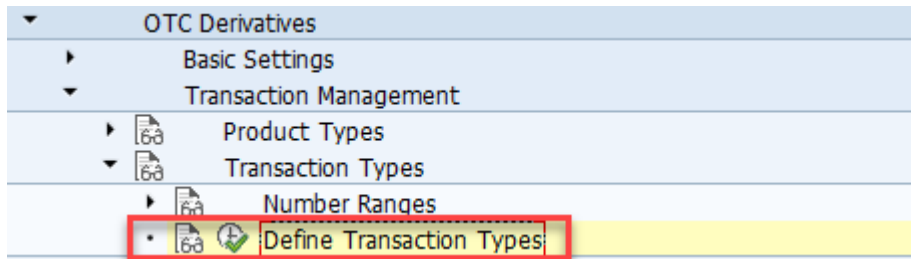 OTC Derivatives
Basic Settings
Transaction Management
Product Types
Transaction Types
Number Ranges
Define Transaction Types